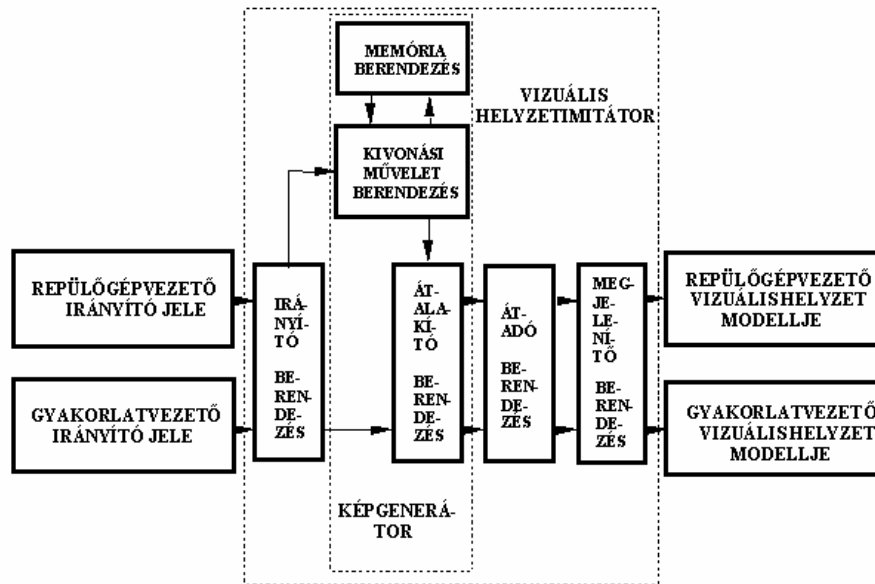 MEMÓRIA
BERENDEZÉS
VIZUÁLIS
HELYZETIMITÁTOR
KIVONÁSI
MŰVELET
BERENDEZÉS
REPÜLŐGÉPVEZETŐ
IRÁNYÍTÓ JELE
GYAKORLATVEZETŐ
IRÁNYÍTÓ JELE
IRÁ-
NYÍ-
TÓ
BE-
REN-
DE-
ZÉS
ÁT-
ALA-
KÍ-
TÓ
BE-
REN-
DE-
ZÉS
ÁT-
ADÓ
BE-
REN-
DE-
ZÉS
MEG-
JE-
LE-
NÍ-
TŐ
BE-
REN-
DE-
ZÉS
REPÜLŐGÉPVEZETŐ
VIZUÁLISHELYZET
MODELLJE
GYAKORLATVEZETŐ
VIZUÁLISHELYZET
MODELLJE
KÉPGENERÁ-
TOR